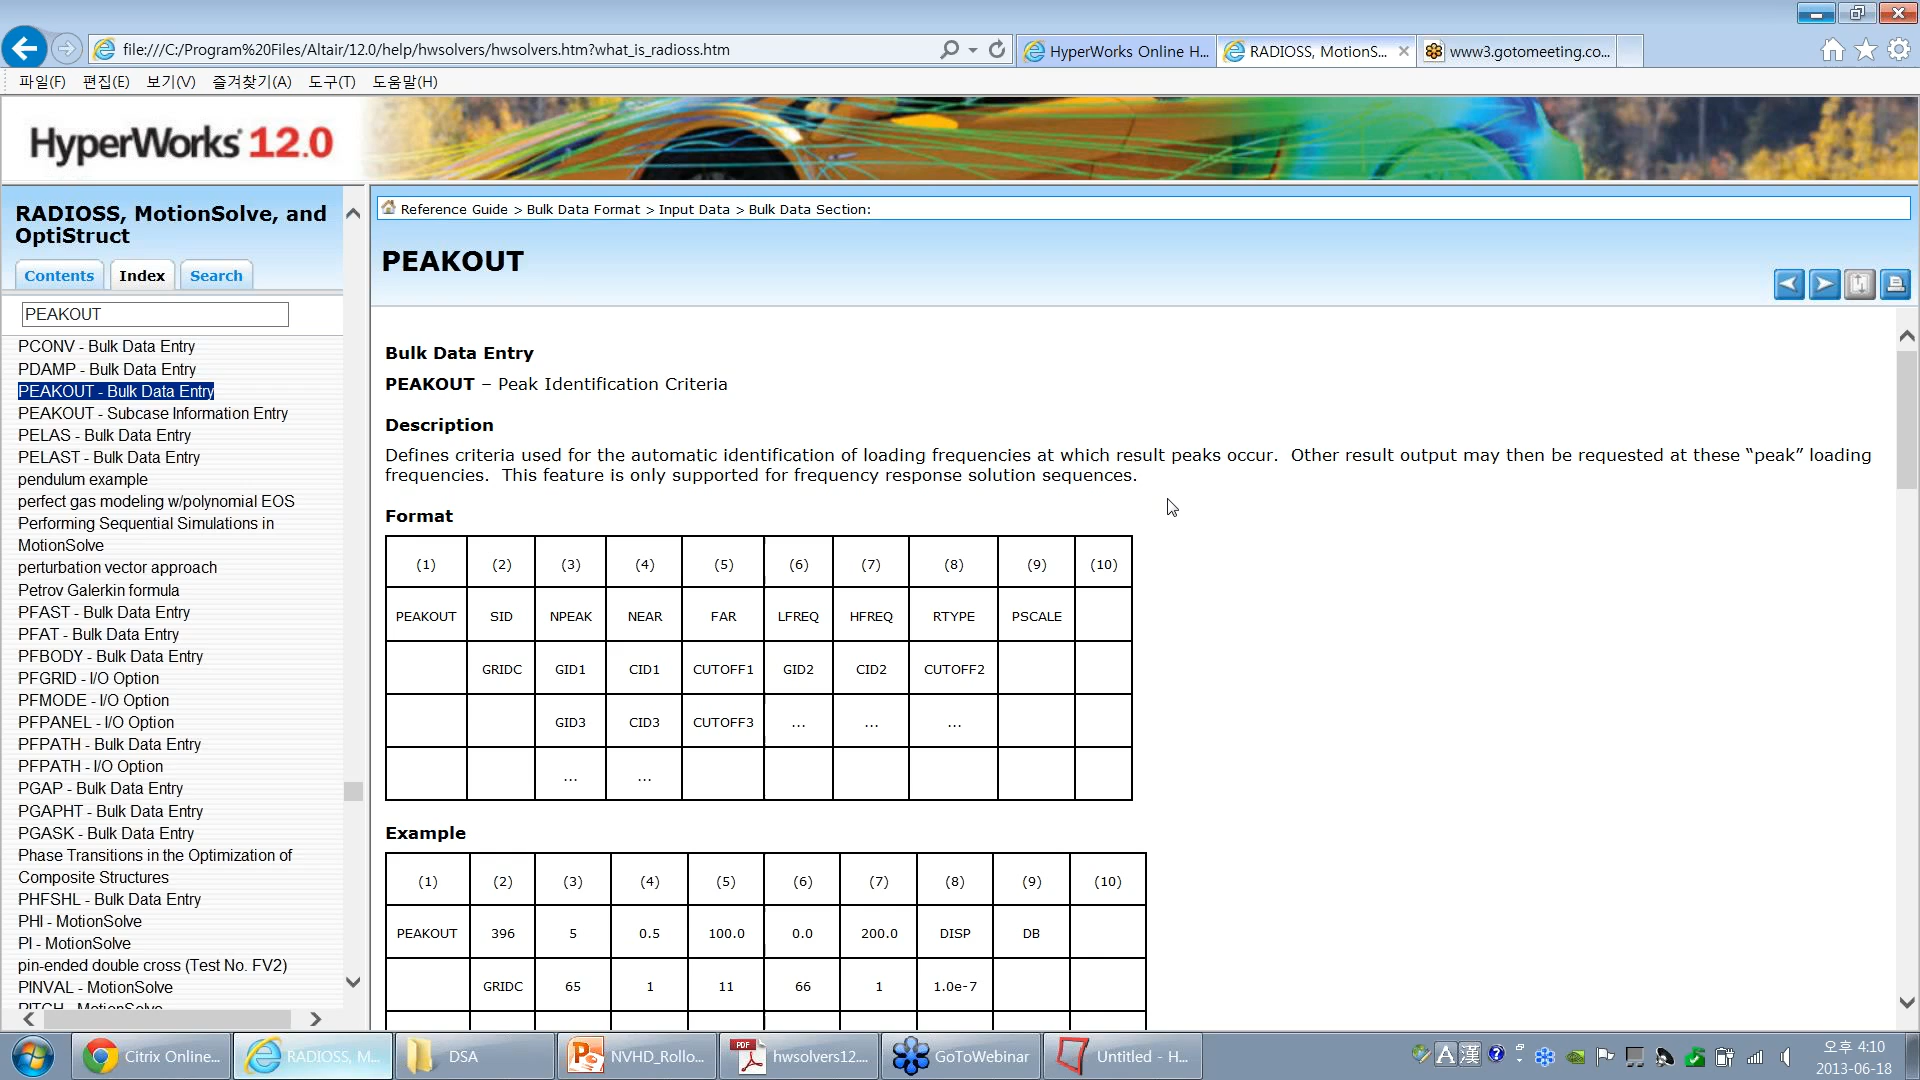 file:///C:/Program%20Files/Altair/12.0/help/hwsolvers/hwsolvers.htm?what_is_radioss.htm
HyperWorks Online H...
RADIOSS, MotionS...
www3.gotomeeting.co...
파일(F) 편집(E) 보기(V) 즐겨찾기(A) 도구(T) 도움말(H)
HyperWorks 12.0
RADIOSS, MotionSolve, and
OptiStruct
Contents Index Search
PEAKOUT
PCONV - Bulk Data Entry
PDAMP - Bulk Data Entry
PEAKOUT - Bulk Data Entry
PEAKOUT - Subcase Information Entry
PELAS - Bulk Data Entry
PELAST - Bulk Data Entry
pendulum example
perfect gas modeling w/polynomial EOS
Performing Sequential Simulations in
MotionSolve
perturbation vector approach
Petrov Galerkin formula
PFAST - Bulk Data Entry
PFAT - Bulk Data Entry
PFBODY - Bulk Data Entry
PFGRID - I/O Option
PFMODE - I/O Option
PFPANEL - I/O Option
PFPATH - Bulk Data Entry
PFPATH - I/O Option
PGAP - Bulk Data Entry
PGAPHT - Bulk Data Entry
PGASK - Bulk Data Entry
Phase Transitions in the Optimization of
Composite Structures
PHFSHL - Bulk Data Entry
PHI - MotionSolve
PI - MotionSolve
pin-ended double cross (Test No. FV2)
PINVAL - MotionSolve
PITCH - MotionSolve
Reference Guide > Bulk Data Format > Input Data > Bulk Data Section:
PEAKOUT
Bulk Data Entry
PEAKOUT – Peak Identification Criteria
Description
Defines criteria used for the automatic identification of loading frequencies at which result peaks occur. Other result output may then be requested at these “peak” loading
frequencies. This feature is only supported for frequency response solution sequences.
Format
(1) (2) (3) (4) (5) (6) (7) (8) (9) (10)
PEAKOUT SID NPEAK NEAR FAR LFREQ HFREQ RTYPE PSCALE
GRIDC GID1 CID1 CUTOFF1 GID2 CID2 CUTOFF2
GID3 CID3 CUTOFF3 ... ... ...
... ...
Example
(1) (2) (3) (4) (5) (6) (7) (8) (9) (10)
PEAKOUT 396 5 0.5 100.0 0.0 200.0 DISP DB
GRIDC 65 1 11 66 1 1.0e-7
Citrix Online...
RADIOSS, M...
DSA
NVHD_Rollo...
hwsolvers12....
GoToWebinar
Untitled - H...
A 漢
오후 4:10
2013-06-18